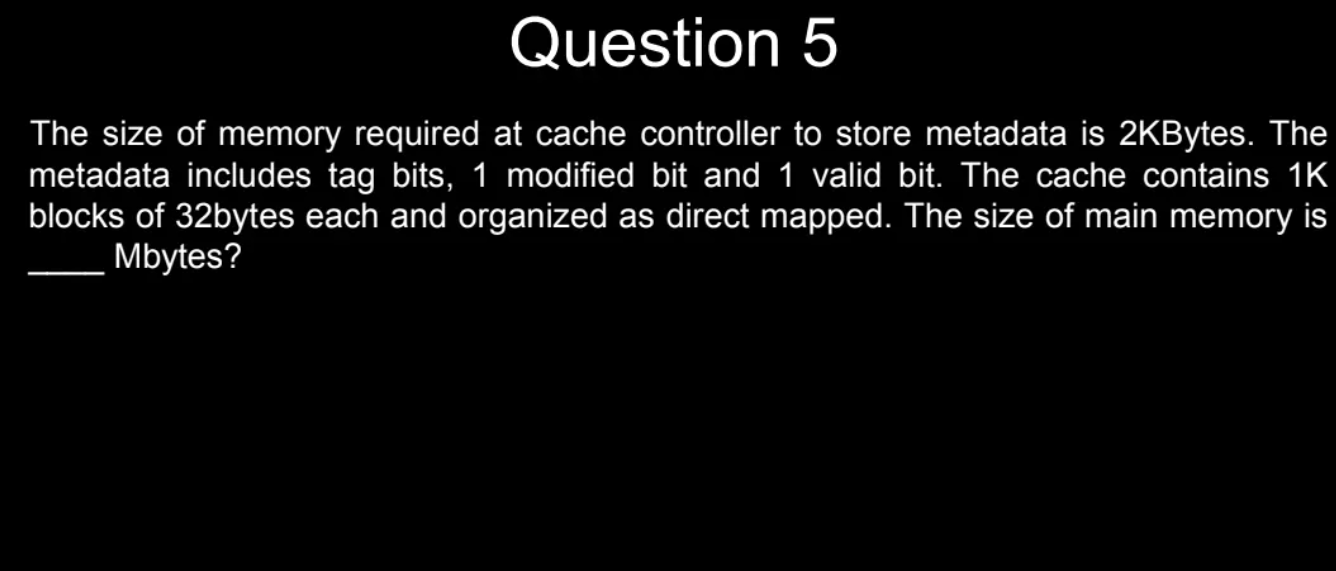 Question 5
The size of memory required at cache controller to store metadata is 2KBytes. The
metadata includes tag bits, 1 modified bit and 1 valid bit. The cache contains 1K
blocks of 32bytes each and organized as direct mapped. The size of main memory is
____ Mbytes?